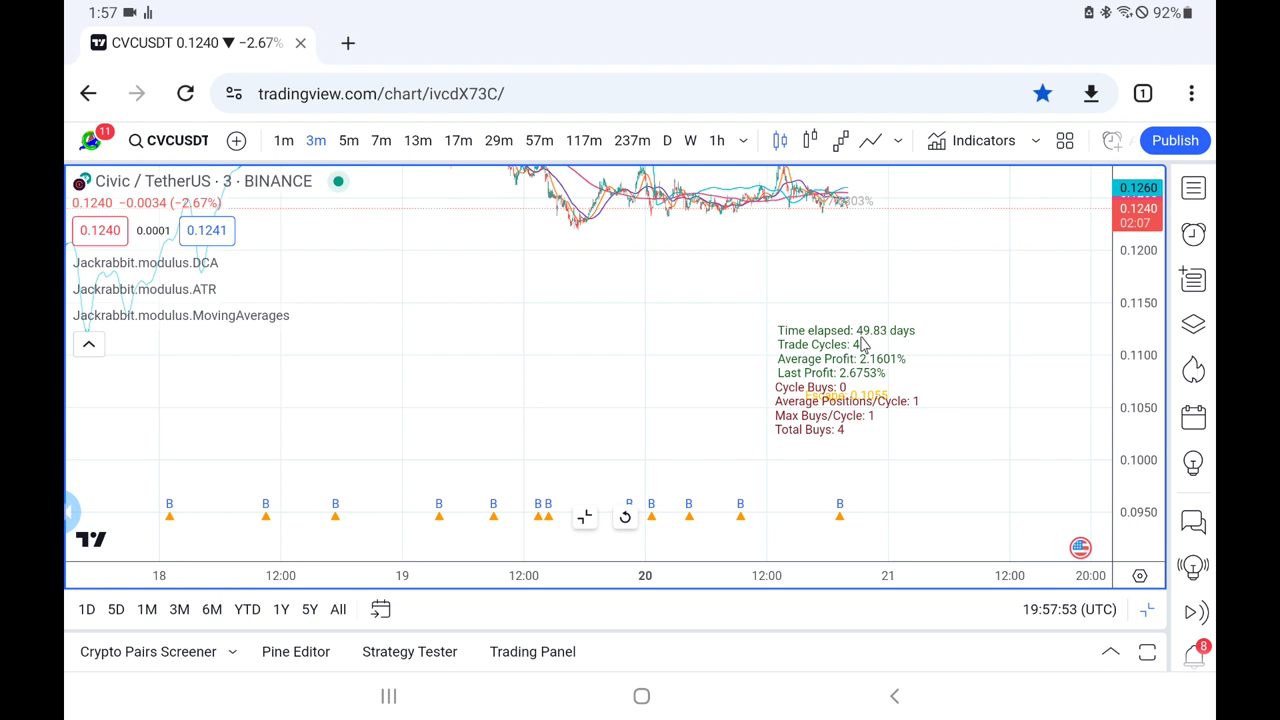 1:57 92%
CVCUSDT 0.1240 ▼ −2.67%
tradingview.com/chart/ivcdX73C/ 1
11 CVCUSDT 1m 3m 5m 7m 13m 17m 29m 57m 117m 237m D W 1h Indicators Publish
Civic / TetherUS · 3 · BINANCE
0.1240 −0.0034 (−2.67%)
0.1240 0.0001 0.1241
Jackrabbit.modulus.DCA
Jackrabbit.modulus.ATR
Jackrabbit.modulus.MovingAverages
0.1260
0.1240
02:07
0.1200
0.1150
0.1100
0.1050
0.1000
0.0950
Time elapsed: 49.83 days
Trade Cycles: 4
Average Profit: 2.1601%
Last Profit: 2.6753%
Cycle Buys: 0
Escape: 0.1055
Average Positions/Cycle: 1
Max Buys/Cycle: 1
Total Buys: 4
B B B B B B B B B B B B
18 12:00 19 12:00 20 12:00 21 12:00 20:00
1D 5D 1M 3M 6M YTD 1Y 5Y All 19:57:53 (UTC)
Crypto Pairs Screener Pine Editor Strategy Tester Trading Panel 8